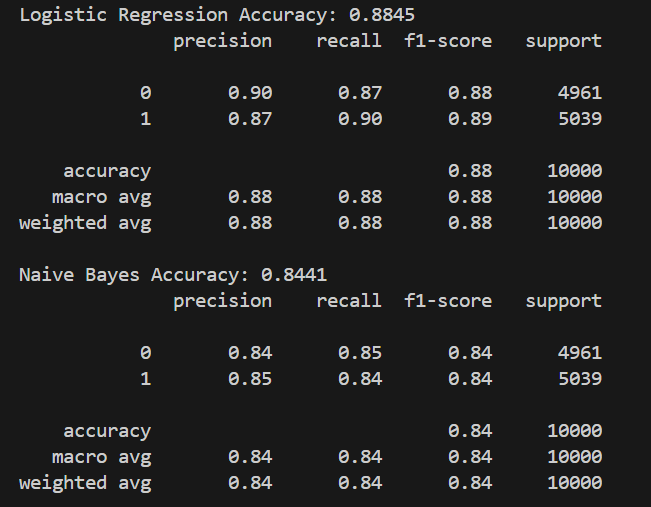 Logistic Regression Accuracy: 0.8845
precision recall f1-score support
0 0.90 0.87 0.88 4961
1 0.87 0.90 0.89 5039
accuracy 0.88 10000
macro avg 0.88 0.88 0.88 10000
weighted avg 0.88 0.88 0.88 10000
Naive Bayes Accuracy: 0.8441
precision recall f1-score support
0 0.84 0.85 0.84 4961
1 0.85 0.84 0.84 5039
accuracy 0.84 10000
macro avg 0.84 0.84 0.84 10000
weighted avg 0.84 0.84 0.84 10000